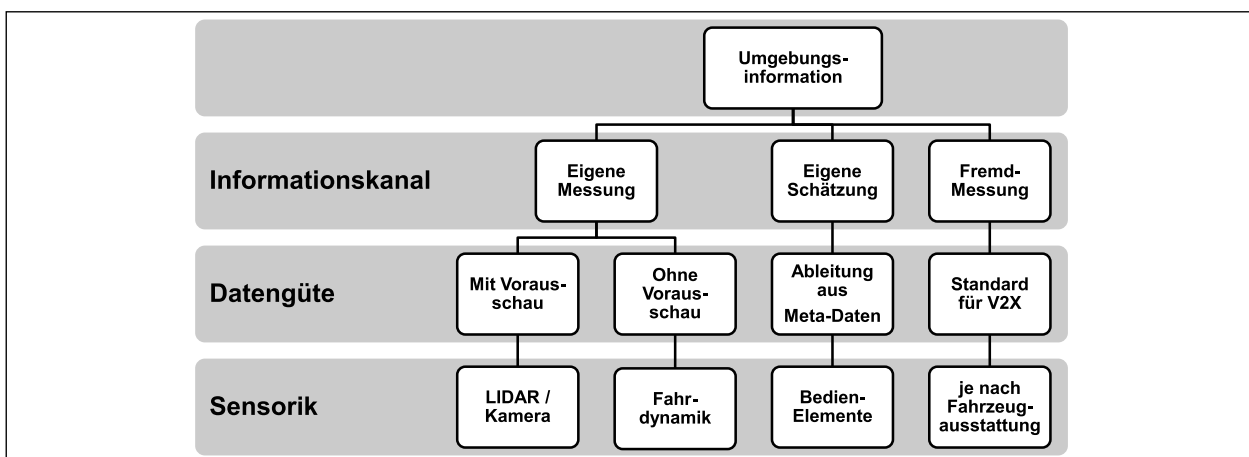 Umgebungs-
information
Informationskanal
Eigene
Messung
Eigene
Schätzung
Fremd-
Messung
Datengüte
Mit Voraus-
schau
Ohne
Voraus-
schau
Ableitung
aus
Meta-Daten
Standard
für V2X
Sensorik
LIDAR /
Kamera
Fahr-
dynamik
Bedien-
Elemente
je nach
Fahrzeug-
ausstattung